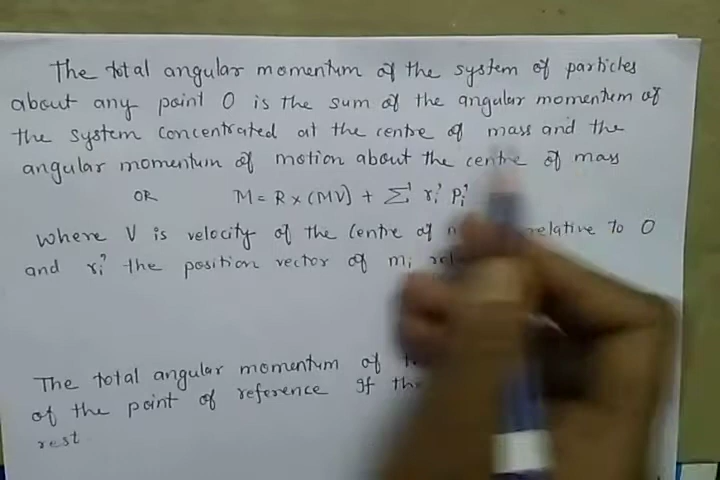 The total angular momentum of the system of particles
about any point O is the sum of the angular momentum of
the system concentrated at the centre of mass and the
angular momentum of motion about the centre of mass
OR M = R × (MV) + Σ rᵢ' pᵢ'
where V is velocity of the centre of relative to O
and rᵢ' the position vector of mᵢ
The total angular momentum of
of the point of reference If the
rest